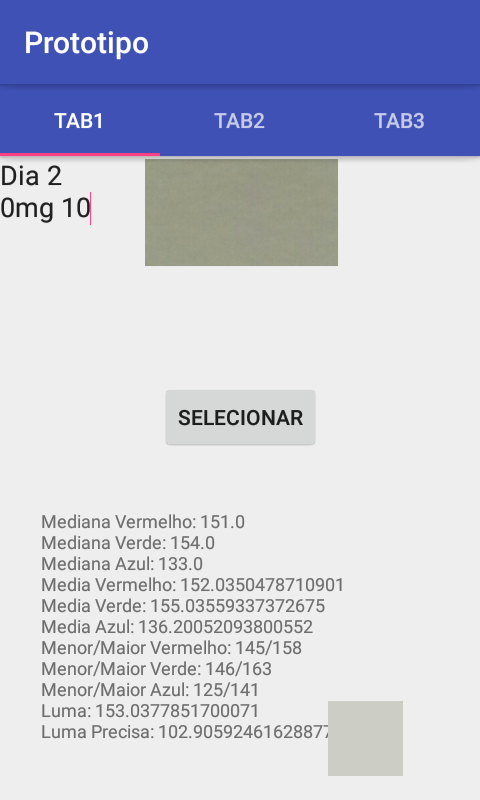 Prototipo
TAB1 TAB2 TAB3
Dia 2
0mg 10
SELECIONAR
Mediana Vermelho: 151.0
Mediana Verde: 154.0
Mediana Azul: 133.0
Media Vermelho: 152.0350478710901
Media Verde: 155.03559337372675
Media Azul: 136.20052093800552
Menor/Maior Vermelho: 145/158
Menor/Maior Verde: 146/163
Menor/Maior Azul: 125/141
Luma: 153.0377851700071
Luma Precisa: 102.90592461628877